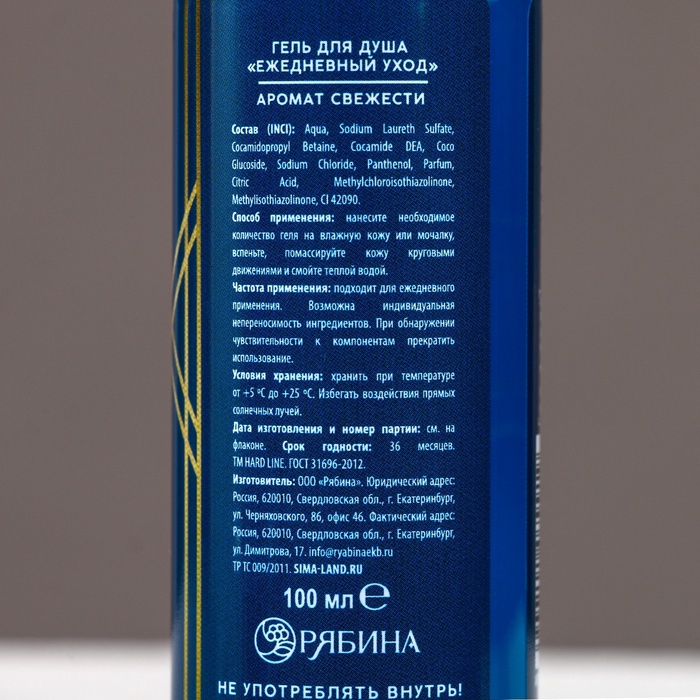 ГЕЛЬ ДЛЯ ДУША
«ЕЖЕДНЕВНЫЙ УХОД»
АРОМАТ СВЕЖЕСТИ
Состав (INCI): Aqua, Sodium Laureth Sulfate,
Cocamidopropyl Betaine, Cocamide DEA, Coco
Glucoside, Sodium Chloride, Panthenol, Parfum,
Citric Acid, Methylchloroisothiazolinone,
Methylisothiazolinone, CI 42090.
Способ применения: нанесите необходимое
количество геля на влажную кожу или мочалку,
вспеньте, помассируйте кожу круговыми
движениями и смойте теплой водой.
Частота применения: подходит для ежедневного
применения. Возможна индивидуальная
непереносимость ингредиентов. При обнаружении
чувствительности к компонентам прекратить
использование.
Условия хранения: хранить при температуре
от +5 ºС до +25 ºС. Избегать воздействия прямых
солнечных лучей.
Дата изготовления и номер партии: см. на
флаконе. Срок годности: 36 месяцев.
ТМ HARD LINE. ГОСТ 31696-2012.
Изготовитель: ООО «Рябина». Юридический адрес:
Россия, 620010, Свердловская обл., г. Екатеринбург,
ул. Черняховского, 86, офис 46. Фактический адрес:
Россия, 620010, Свердловская обл., г. Екатеринбург,
ул. Димитрова, 17. info@ryabinaekb.ru
ТР ТС 009/2011. SIMA-LAND.RU
100 мл ℮
РЯБИНА
НЕ УПОТРЕБЛЯТЬ ВНУТРЬ!